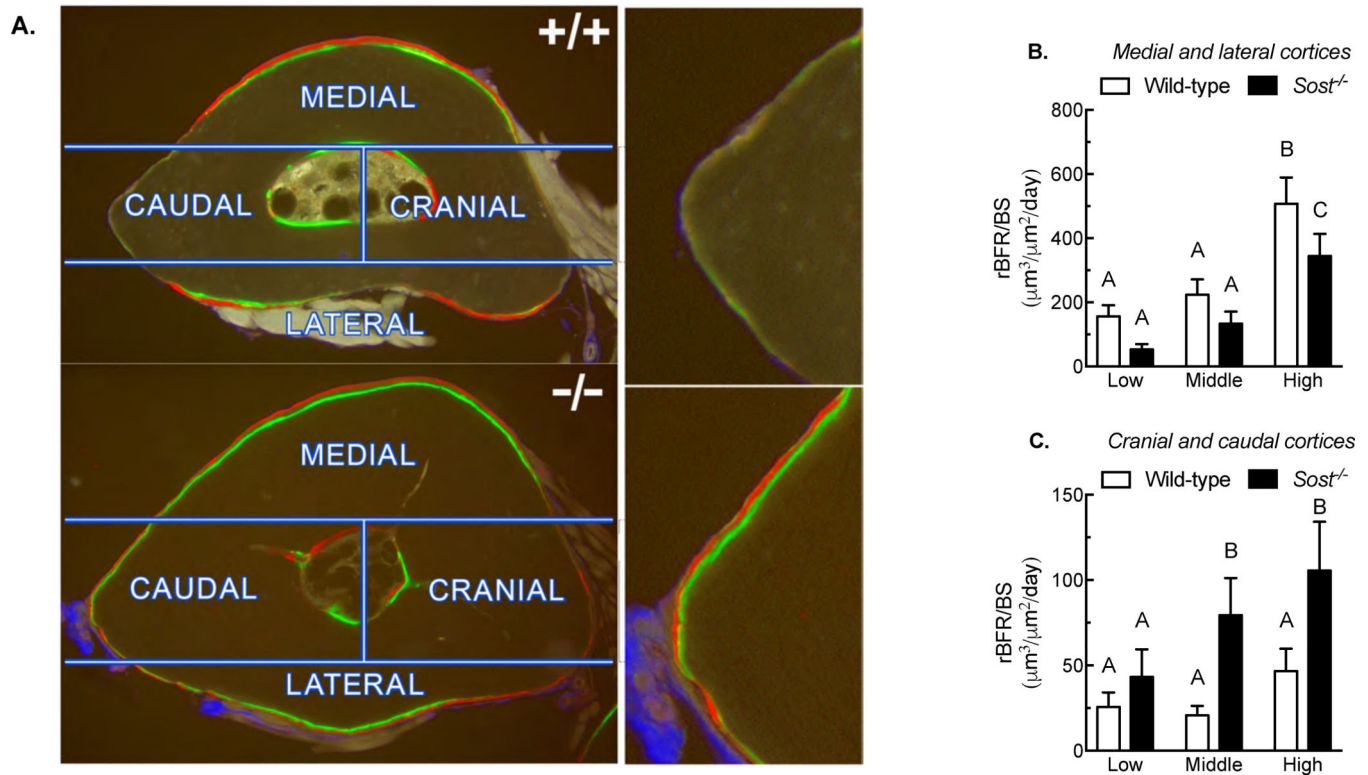 A.
+/+
MEDIAL
CAUDAL
CRANIAL
LATERAL
−/−
MEDIAL
CAUDAL
CRANIAL
LATERAL
B. Medial and lateral cortices
Wild-type Sost-/-
rBFR/BS
(μm³/μm²/day)
800
600
400
200
0
A A A A B C
Low Middle High
C. Cranial and caudal cortices
Wild-type Sost-/-
rBFR/BS
(μm³/μm²/day)
150
100
50
0
A A A B A B
Low Middle High